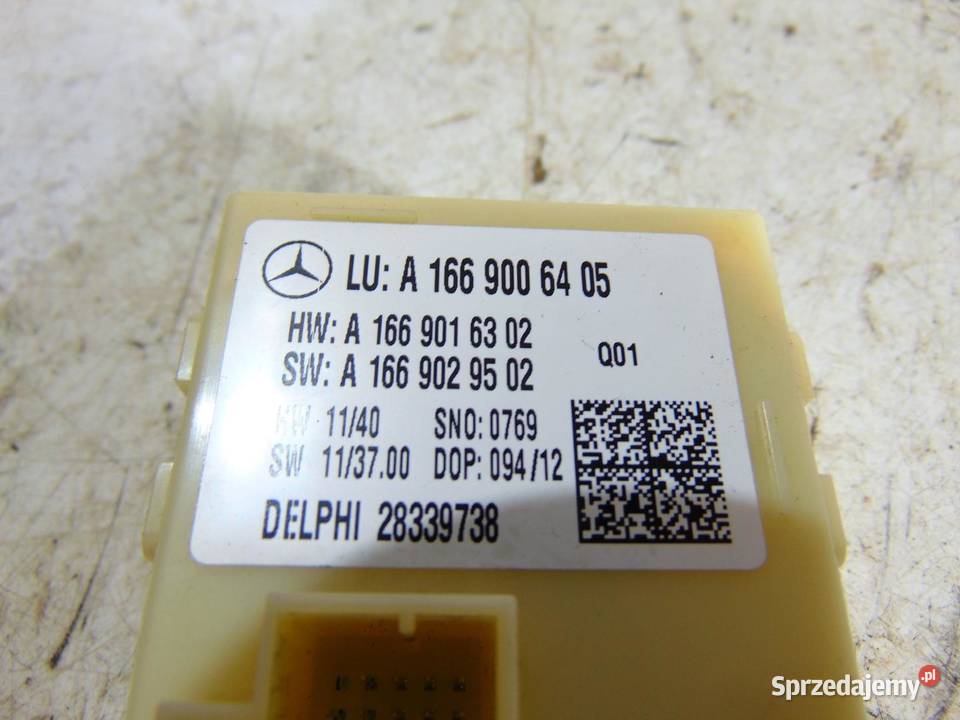 LU: A 166 900 64 05
HW: A 166 901 63 02
SW: A 166 902 95 02
Q01
HW 11/40 SNO: 0769
SW 11/37.00 DOP: 094/12
DELPHI 28339738
Sprzedajemy.pl